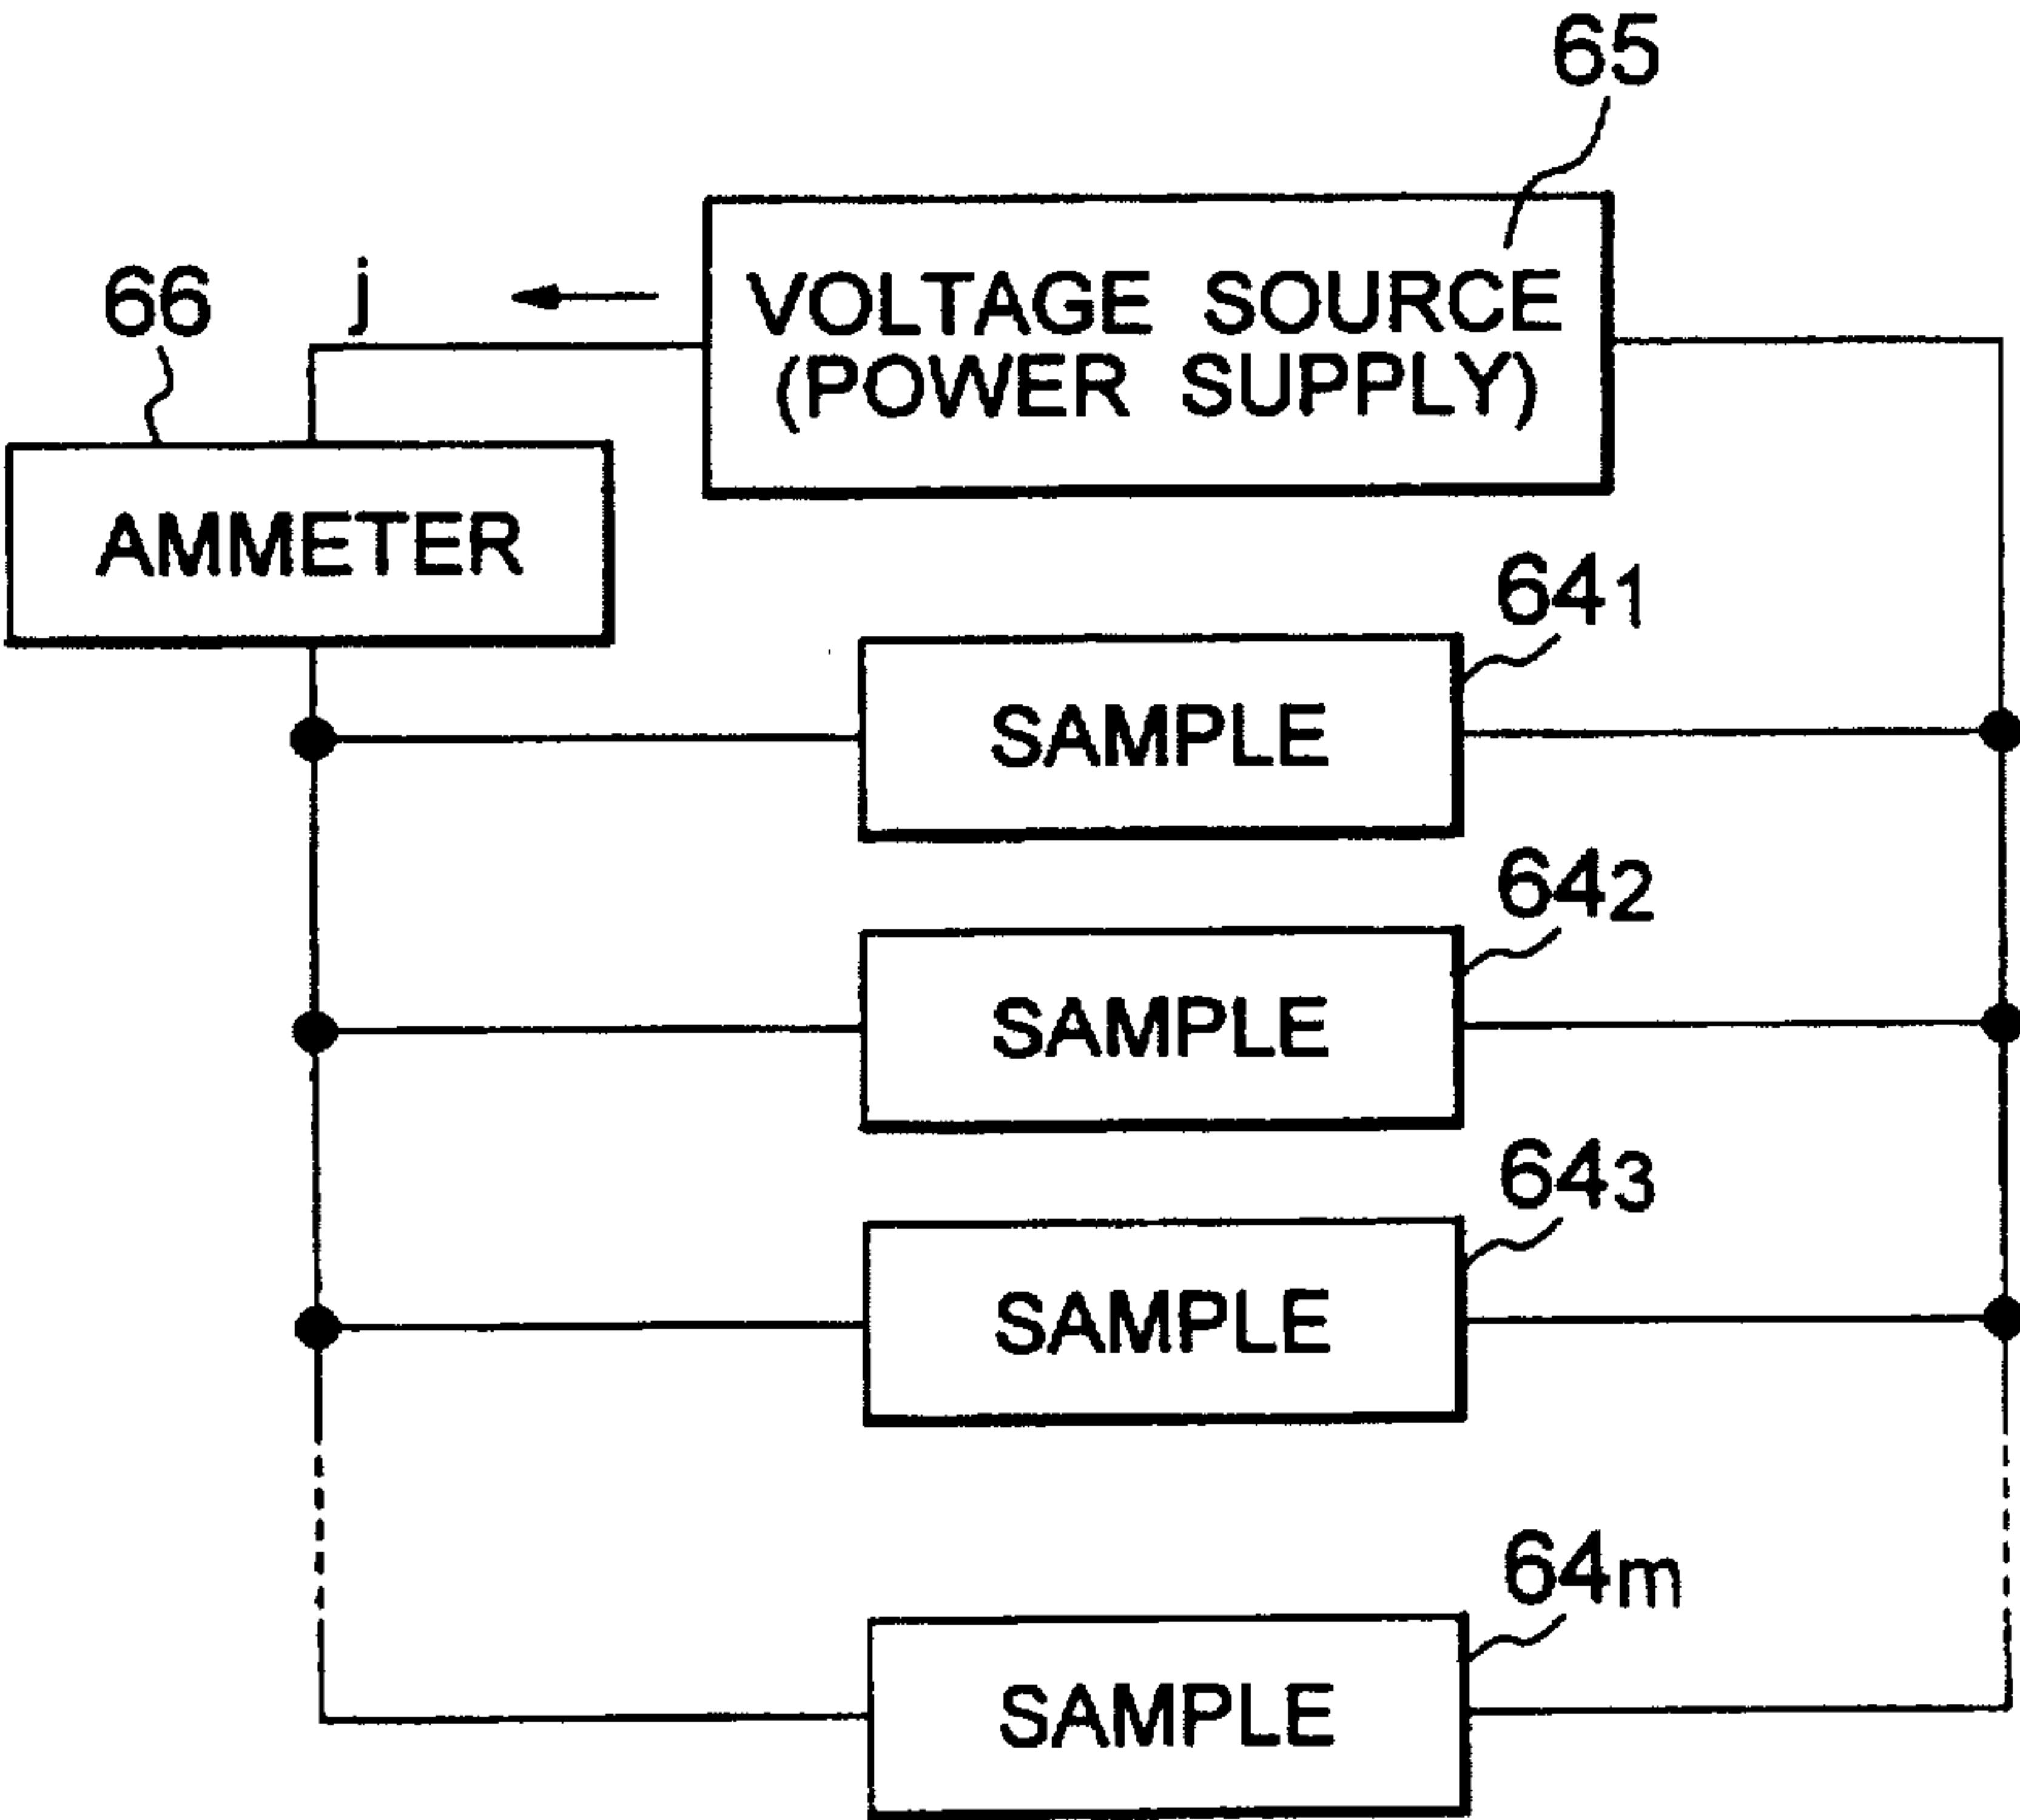 65
66
j
VOLTAGE SOURCE
(POWER SUPPLY)
AMMETER
641
SAMPLE
642
SAMPLE
643
SAMPLE
64m
SAMPLE